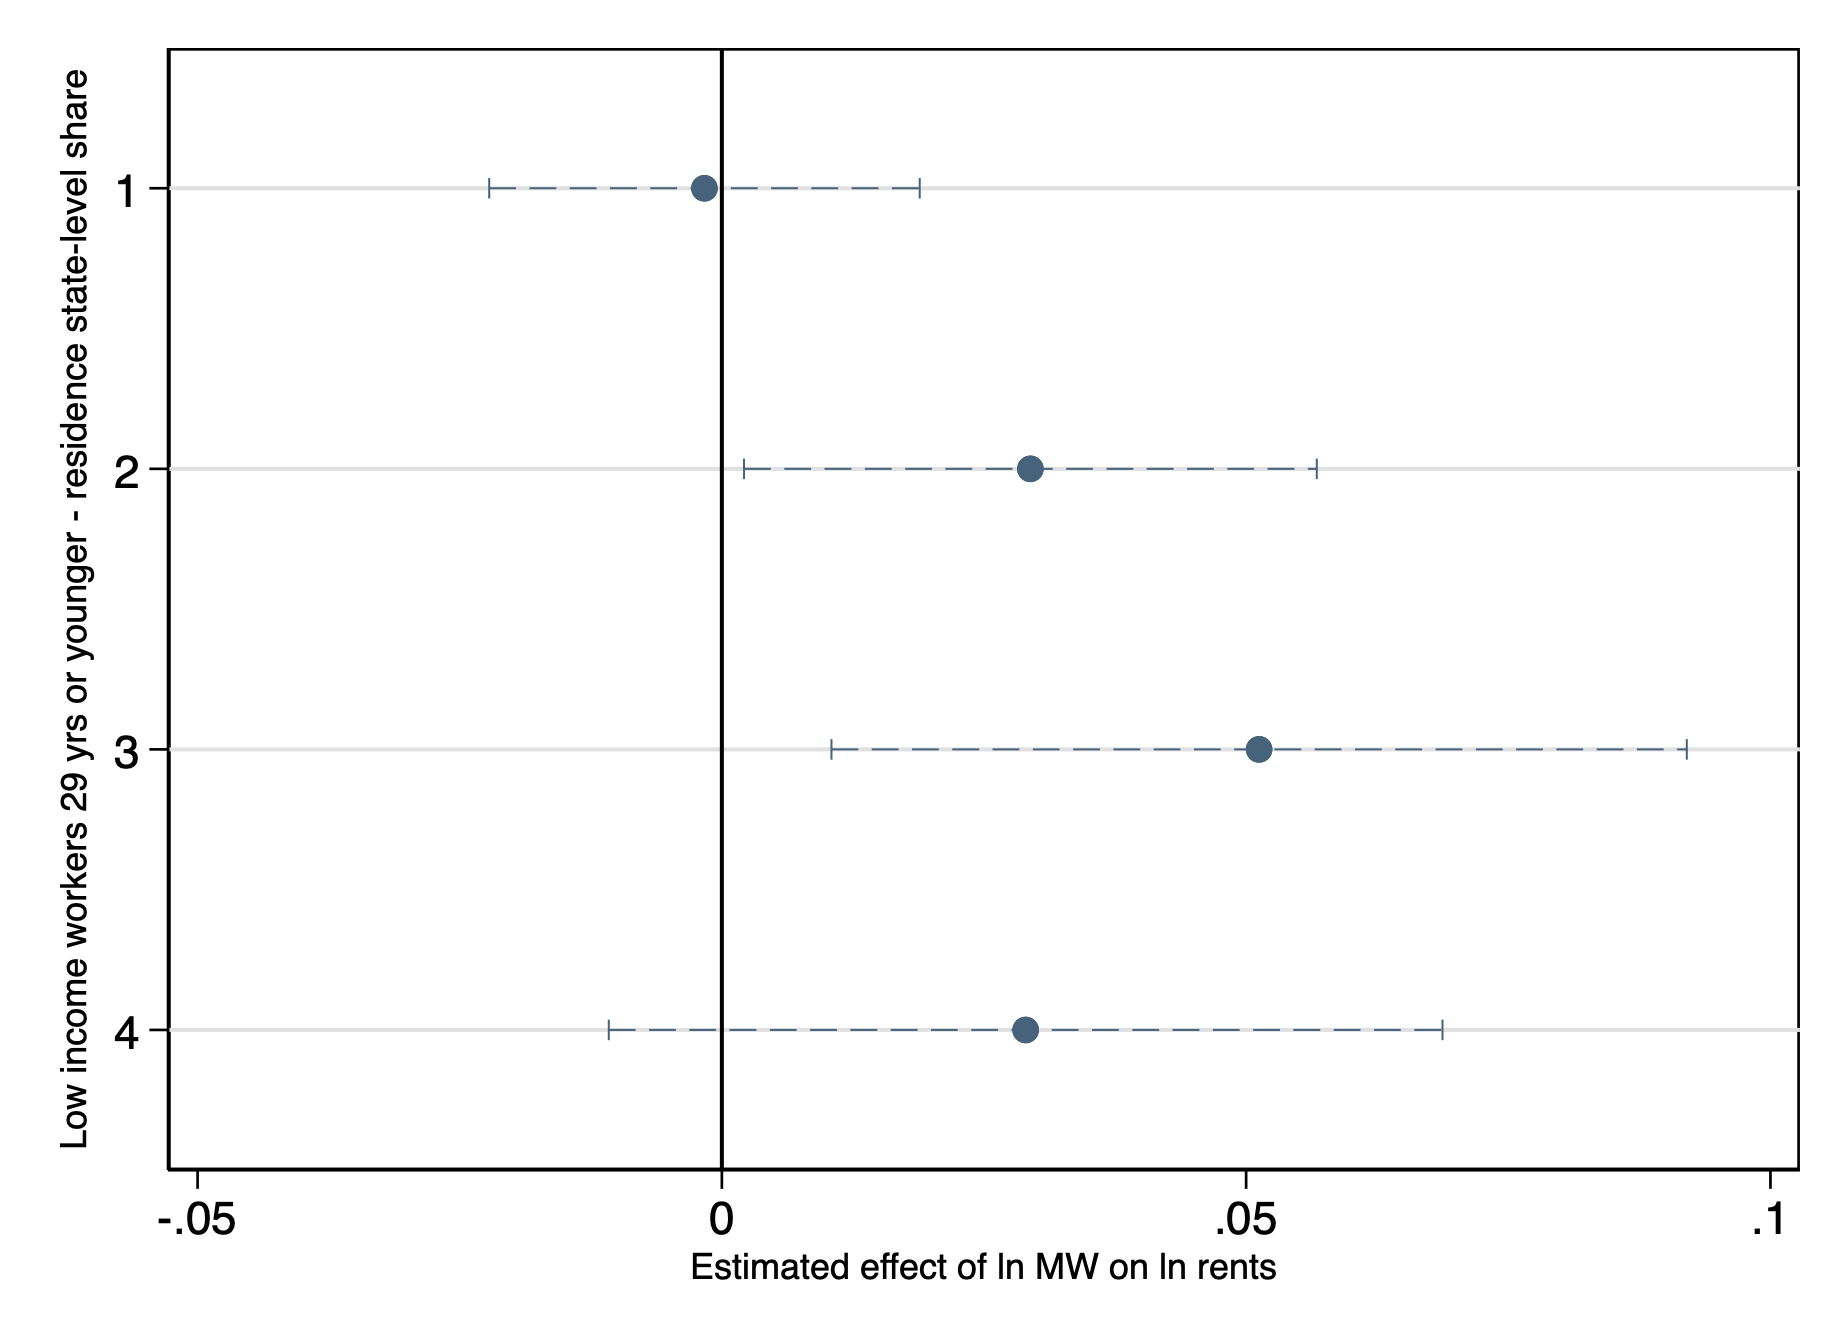 Low income workers 29 yrs or younger - residence state-level share
1
2
3
4
-.05 0 .05 .1
Estimated effect of ln MW on ln rents